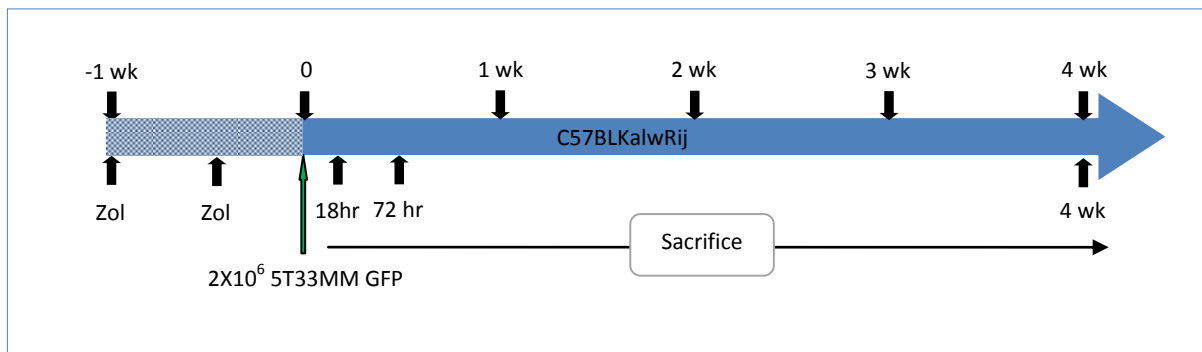 -1 wk 0 1 wk 2 wk 3 wk 4 wk
C57BLKalwRij
Zol Zol 18hr 72 hr 4 wk
Sacrifice
2X10⁶ 5T33MM GFP